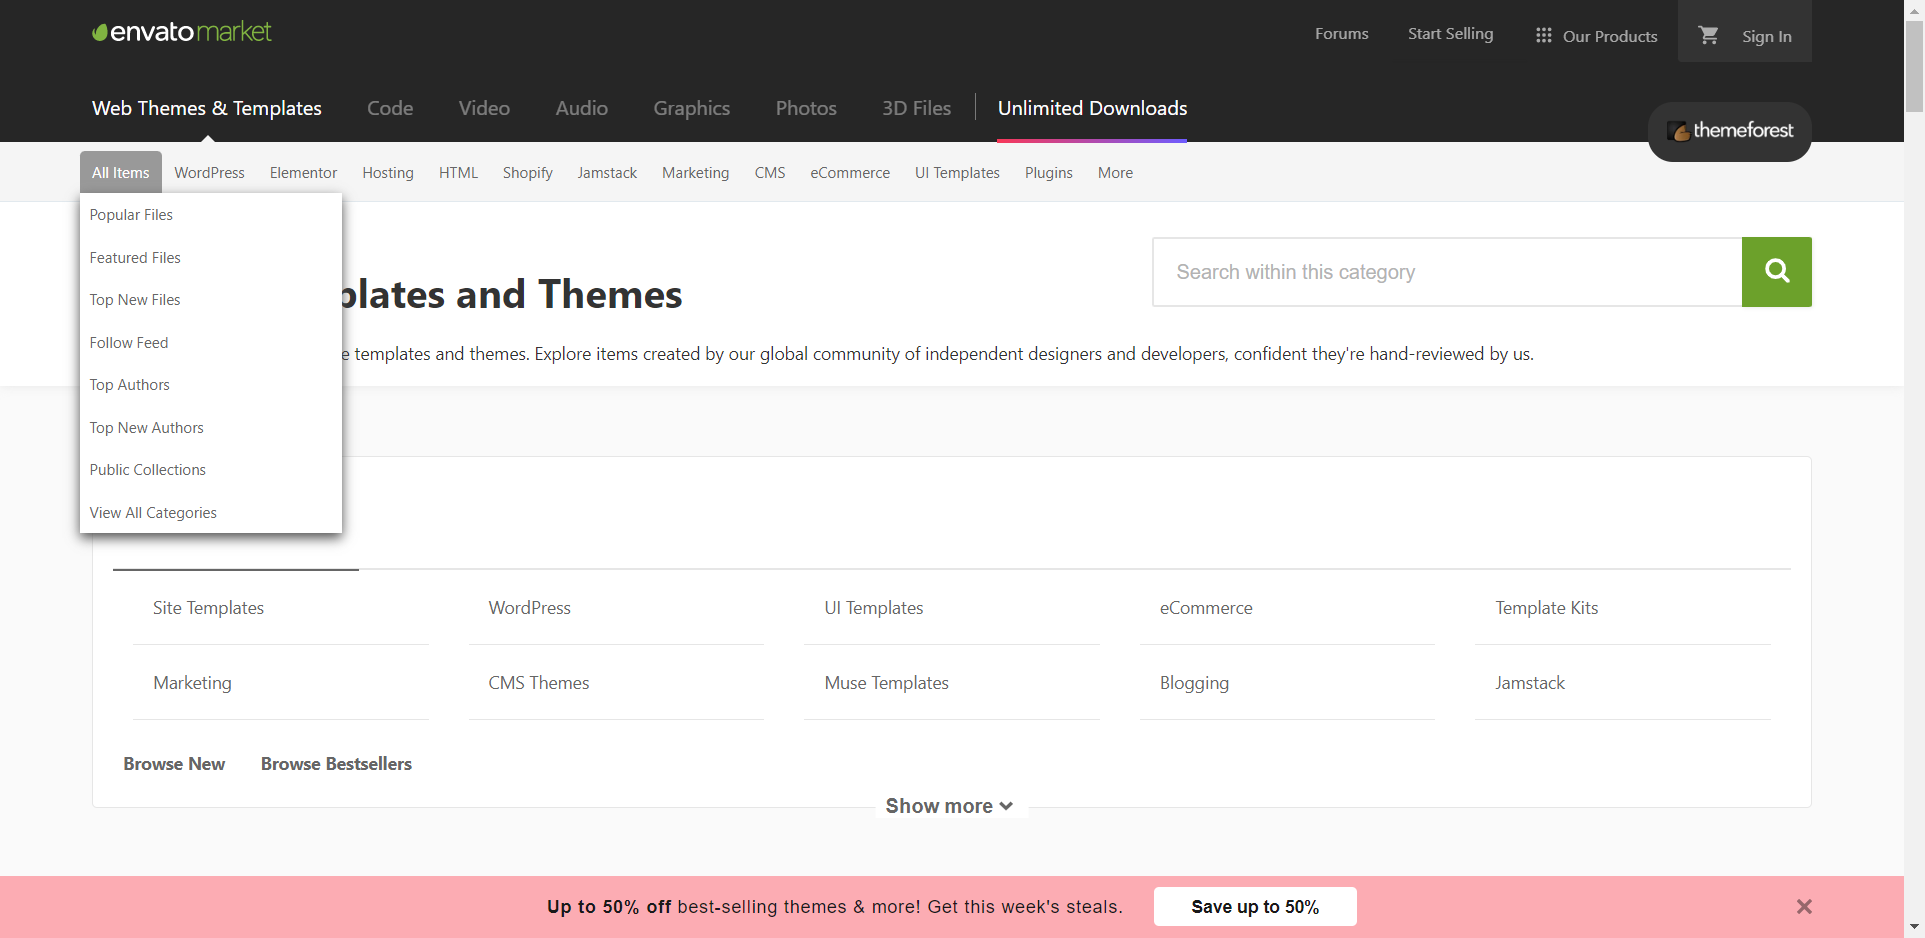 envato market
Forums
Start Selling
Our Products
Sign In
Web Themes & Templates
Code
Video
Audio
Graphics
Photos
3D Files
Unlimited Downloads
themeforest
All Items
WordPress
Elementor
Hosting
HTML
Shopify
Jamstack
Marketing
CMS
eCommerce
UI Templates
Plugins
More
Popular Files
Featured Files
Top New Files
Follow Feed
Top Authors
Top New Authors
Public Collections
View All Categories
Search within this category
and Themes
templates and themes. Explore items created by our global community of independent designers and developers, confident they're hand-reviewed by us.
Site Templates
WordPress
UI Templates
eCommerce
Template Kits
Marketing
CMS Themes
Muse Templates
Blogging
Jamstack
Browse New
Browse Bestsellers
Show more
Up to 50% off best-selling themes & more! Get this week's steals.
Save up to 50%